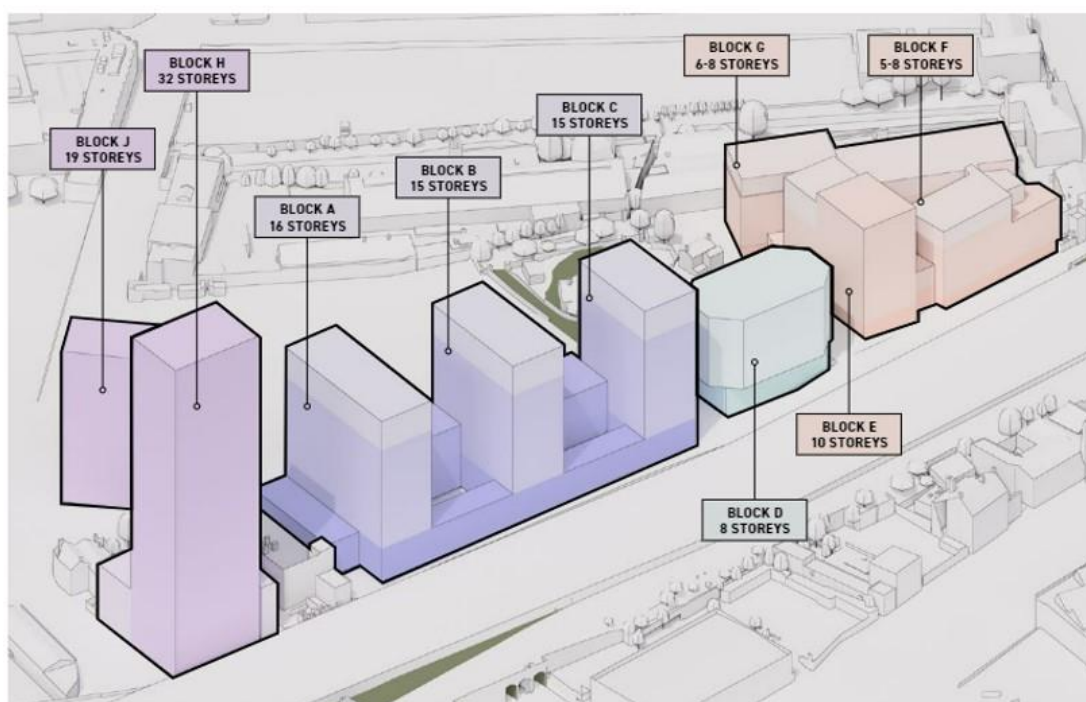 BLOCK H
32 STOREYS
BLOCK G
6-8 STOREYS
BLOCK F
5-8 STOREYS
BLOCK C
15 STOREYS
BLOCK J
19 STOREYS
BLOCK B
15 STOREYS
BLOCK A
16 STOREYS
BLOCK E
10 STOREYS
BLOCK D
8 STOREYS